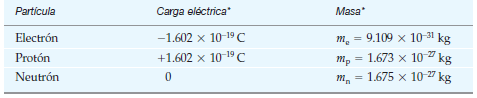 Partícula Carga eléctrica* Masa*
Electrón −1.602 × 10⁻¹⁹ C mₑ = 9.109 × 10⁻³¹ kg
Protón +1.602 × 10⁻¹⁹ C mₚ = 1.673 × 10⁻²⁷ kg
Neutrón 0 mₙ = 1.675 × 10⁻²⁷ kg